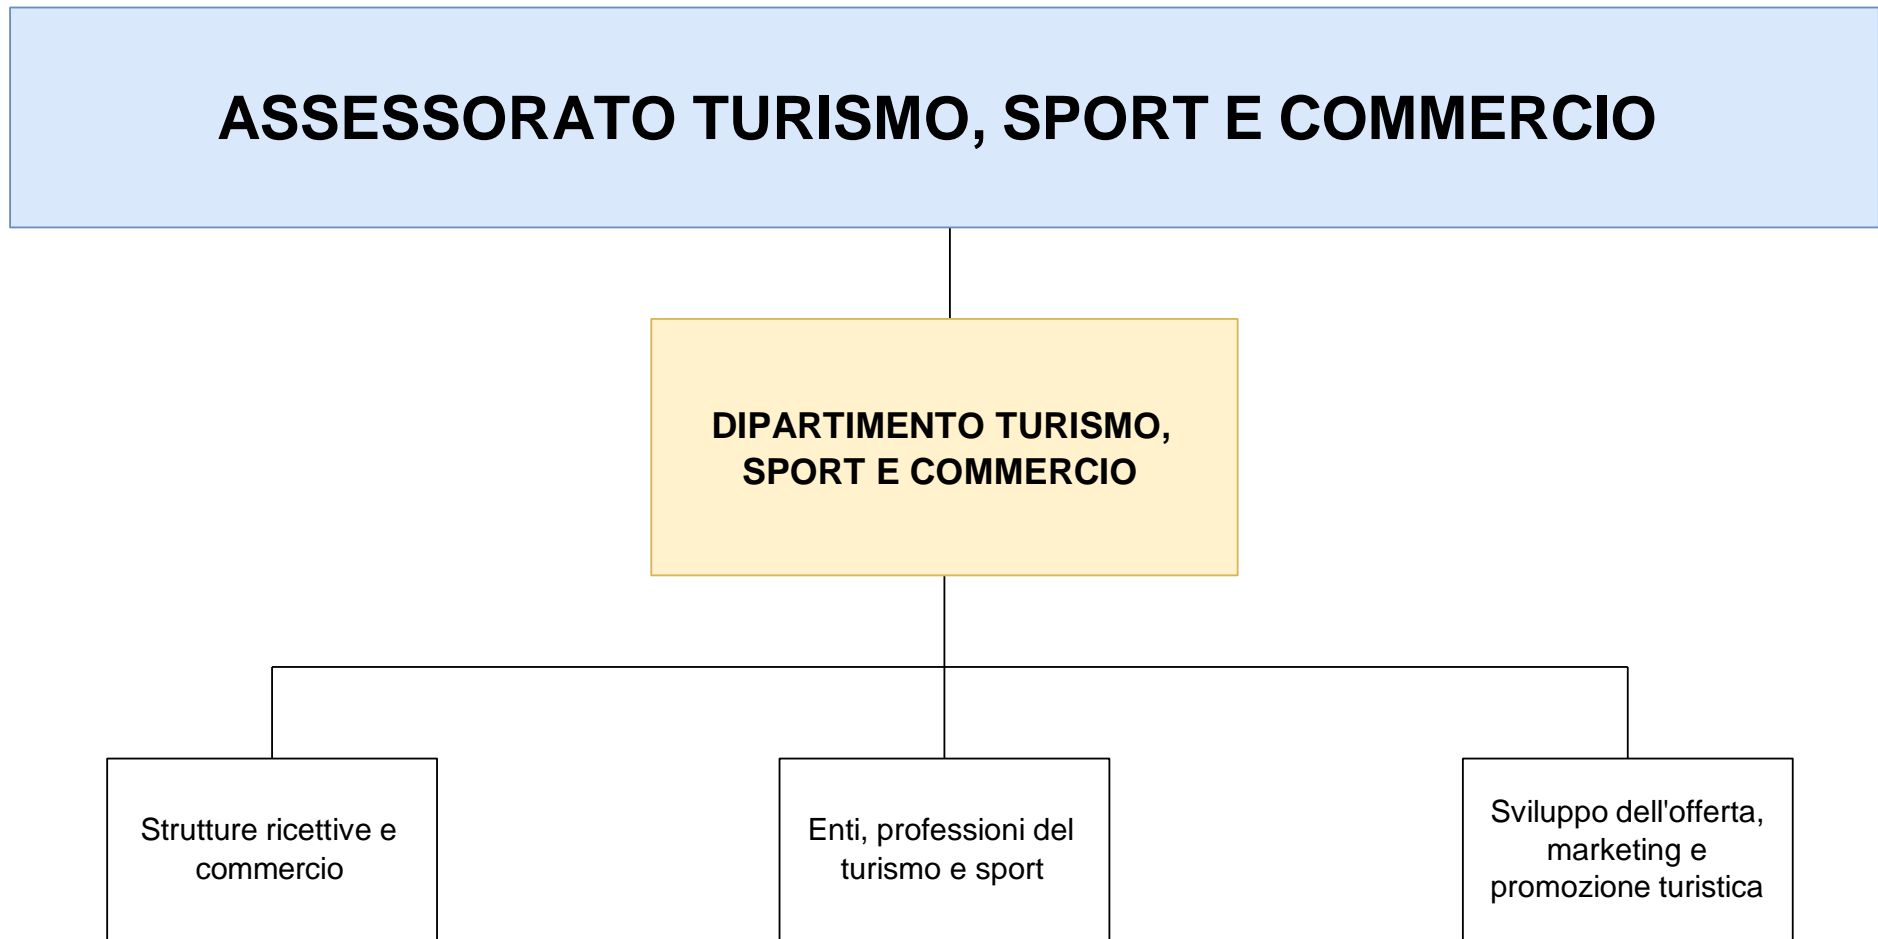 ASSESSORATO TURISMO, SPORT E COMMERCIO
DIPARTIMENTO TURISMO,
SPORT E COMMERCIO
Strutture ricettive e
commercio
Enti, professioni del
turismo e sport
Sviluppo dell'offerta,
marketing e
promozione turistica